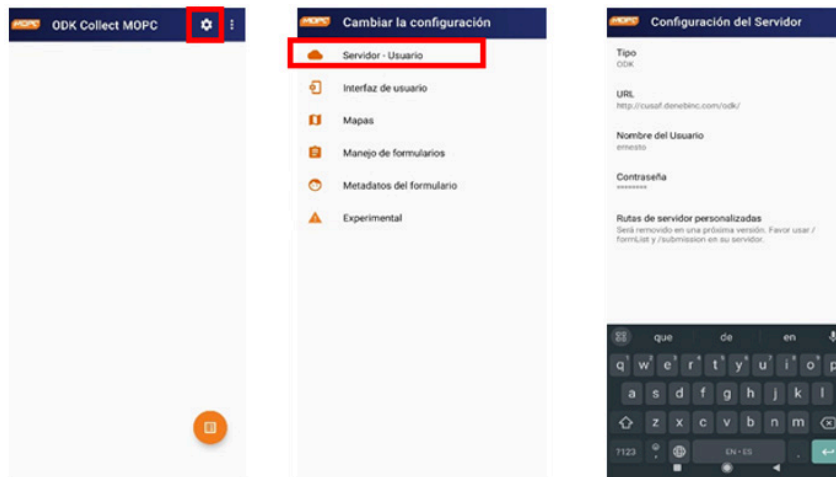 MOPC ODK Collect MOPC
MOPC Cambiar la configuración
Servidor - Usuario
Interfaz de usuario
Mapas
Manejo de formularios
Metadatos del formulario
Experimental
MOPC Configuración del Servidor
Tipo
ODK
URL
http://cusaf.denebinc.com/odk/
Nombre del Usuario
ernesto
Contraseña
********
Rutas de servidor personalizadas
Será removido en una próxima versión. Favor usar /
formList y /submission en su servidor.
que de en
q w e r t y u i o p
a s d f g h j k l
z x c v b n m
?123 , EN • ES .